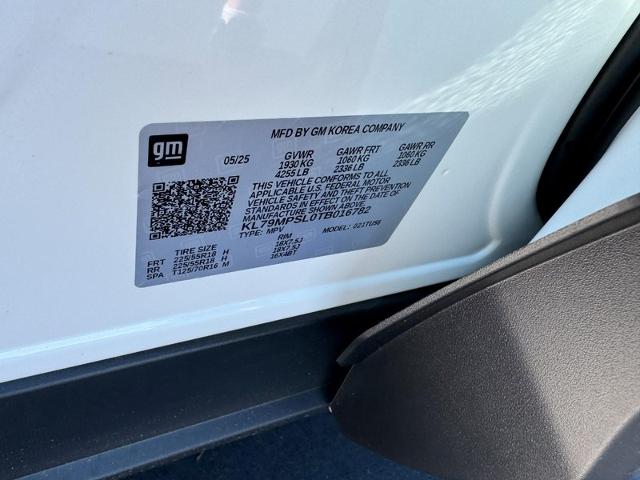 MFD BY GM KOREA COMPANY
gm
05/25 GVWR GAWR FRT GAWR RR
1930 KG 1060 KG 1060 KG
4255 LB 2336 LB 2336 LB
THIS VEHICLE CONFORMS TO ALL
APPLICABLE U.S. FEDERAL MOTOR
VEHICLE SAFETY AND THEFT PREVENTION
STANDARDS IN EFFECT ON THE DATE OF
MANUFACTURE SHOWN ABOVE.
KL79MPSL0TB016782
TYPE: MPV MODEL: 021TU56
TIRE SIZE RIM
FRT 225/55R18 H 18X7.5J
RR 225/55R18 H 18X7.5J
SPA T125/70R16 M 16X4BT